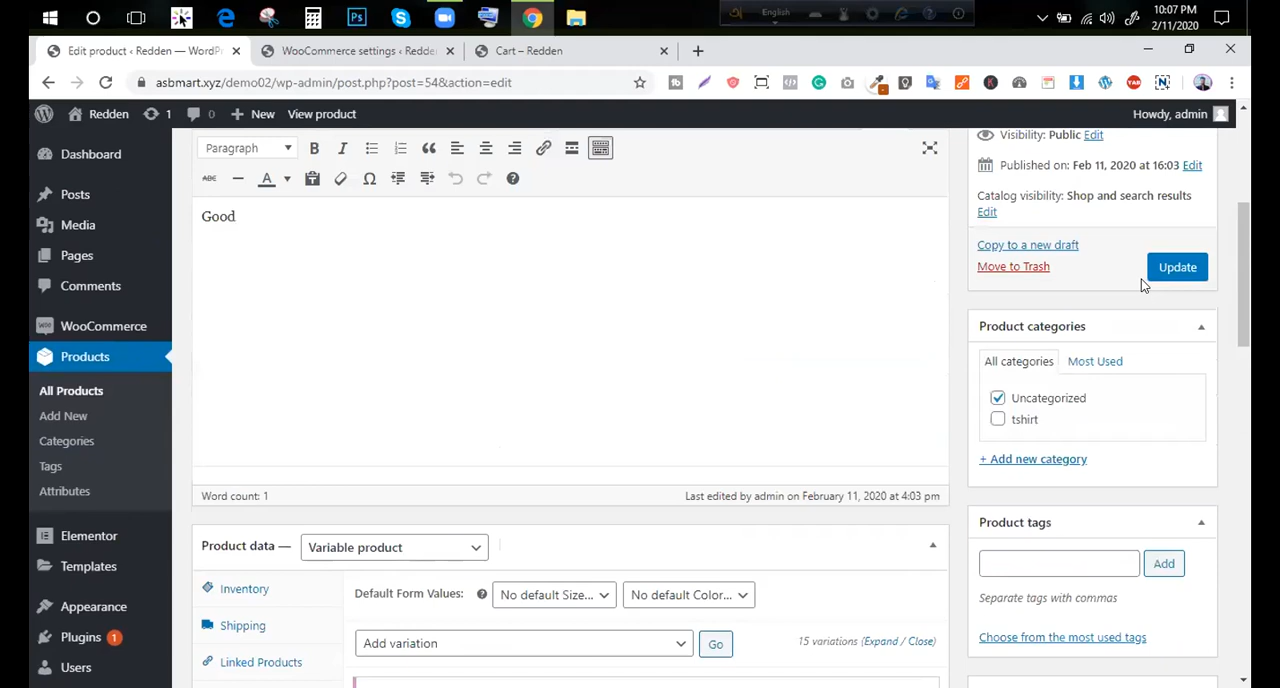 English
10:07 PM
2/11/2020
Edit product ‹ Redden — WordPr
WooCommerce settings ‹ Redde
Cart – Redden
asbmart.xyz/demo02/wp-admin/post.php?post=54&action=edit
Redden
1
0
New
View product
Howdy, admin
Dashboard
Posts
Media
Pages
Comments
WooCommerce
Products
All Products
Add New
Categories
Tags
Attributes
Elementor
Templates
Appearance
Plugins 1
Users
Paragraph
Good
Word count: 1
Last edited by admin on February 11, 2020 at 4:03 pm
Product data —
Variable product
Inventory
Shipping
Linked Products
Default Form Values:
No default Size...
No default Color...
Add variation
Go
15 variations (Expand / Close)
Visibility: Public Edit
Published on: Feb 11, 2020 at 16:03 Edit
Catalog visibility: Shop and search results
Edit
Copy to a new draft
Move to Trash
Update
Product categories
All categories
Most Used
Uncategorized
tshirt
+ Add new category
Product tags
Add
Separate tags with commas
Choose from the most used tags